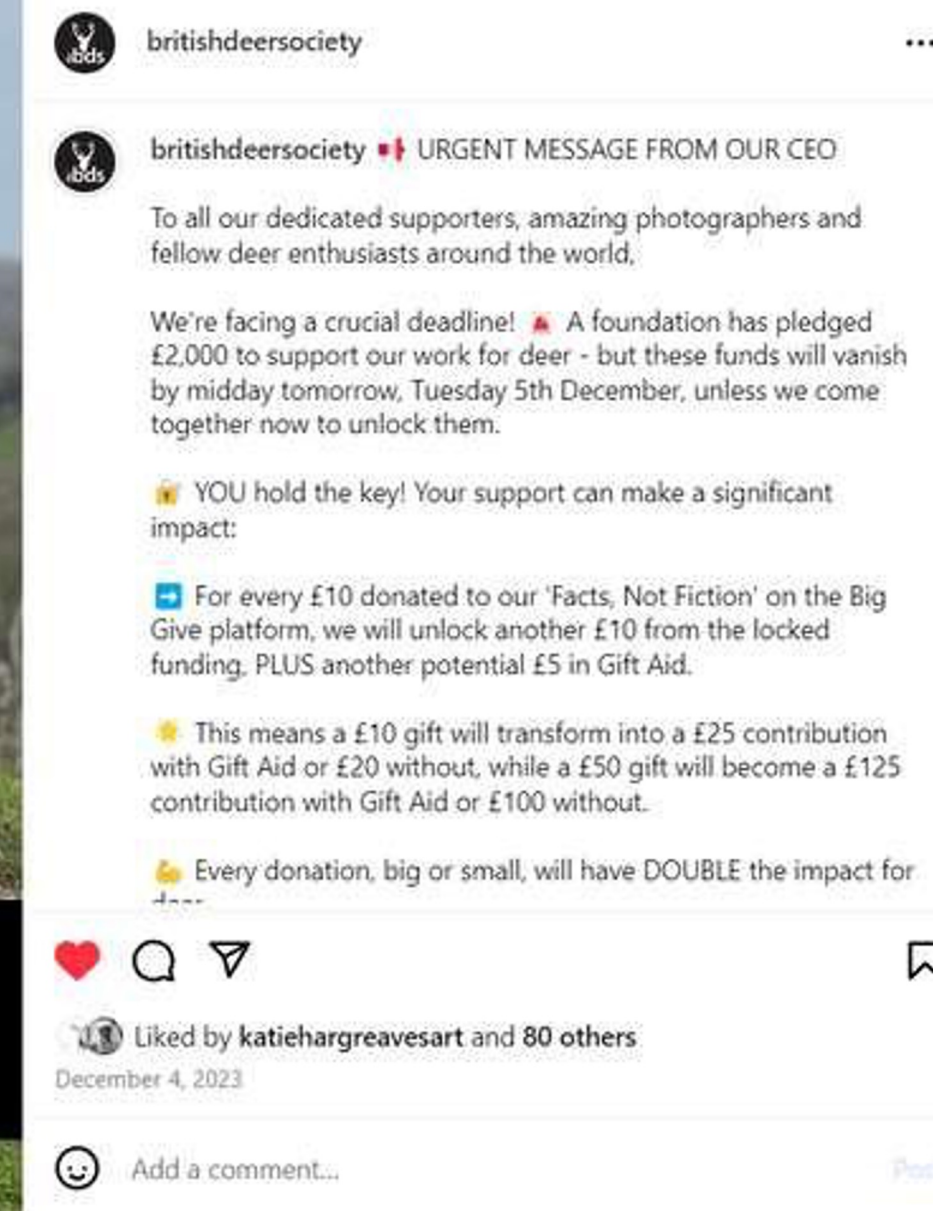 bds
britishdeersociety
bds
britishdeersociety 📢 URGENT MESSAGE FROM OUR CEO
To all our dedicated supporters, amazing photographers and
fellow deer enthusiasts around the world,
We're facing a crucial deadline! 🚨 A foundation has pledged
£2,000 to support our work for deer - but these funds will vanish
by midday tomorrow, Tuesday 5th December, unless we come
together now to unlock them.
🔐 YOU hold the key! Your support can make a significant
impact:
➡️ For every £10 donated to our 'Facts, Not Fiction' on the Big
Give platform, we will unlock another £10 from the locked
funding, PLUS another potential £5 in Gift Aid.
🌟 This means a £10 gift will transform into a £25 contribution
with Gift Aid or £20 without, while a £50 gift will become a £125
contribution with Gift Aid or £100 without.
💪 Every donation, big or small, will have DOUBLE the impact for
Liked by katiehargreavesart and 80 others
December 4, 2023
Add a comment...